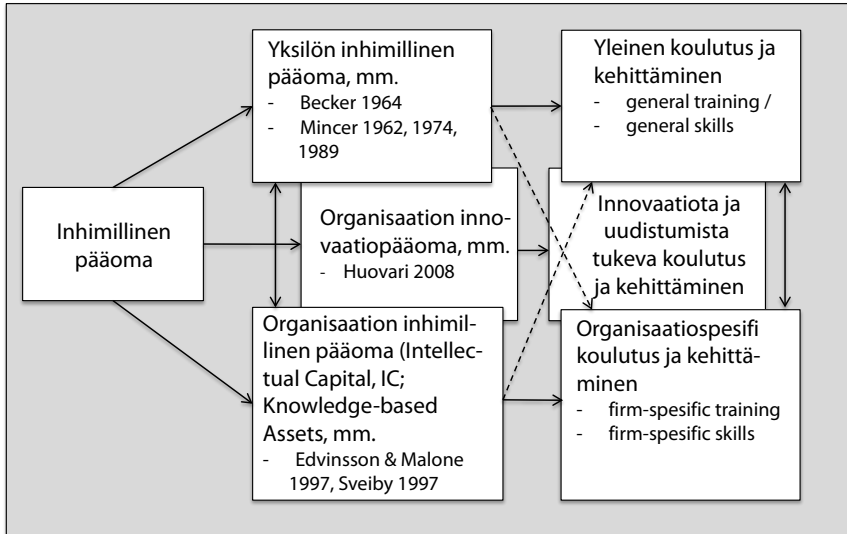 Inhimillinen
pääoma
Yksilön inhimillinen
pääoma, mm.
- Becker 1964
- Mincer 1962, 1974,
1989
Organisaation inno-
vaatiopääoma, mm.
- Huovari 2008
Organisaation inhimil-
linen pääoma (Intellec-
tual Capital, IC;
Knowledge-based
Assets, mm.
- Edvinsson & Malone
1997, Sveiby 1997
Yleinen koulutus ja
kehittäminen
- general training /
- general skills
Innovaatiota ja
uudistumista
tukeva koulutus
ja kehittäminen
Organisaatiospesifi
koulutus ja kehittä-
minen
- firm-spesific training
- firm-spesific skills